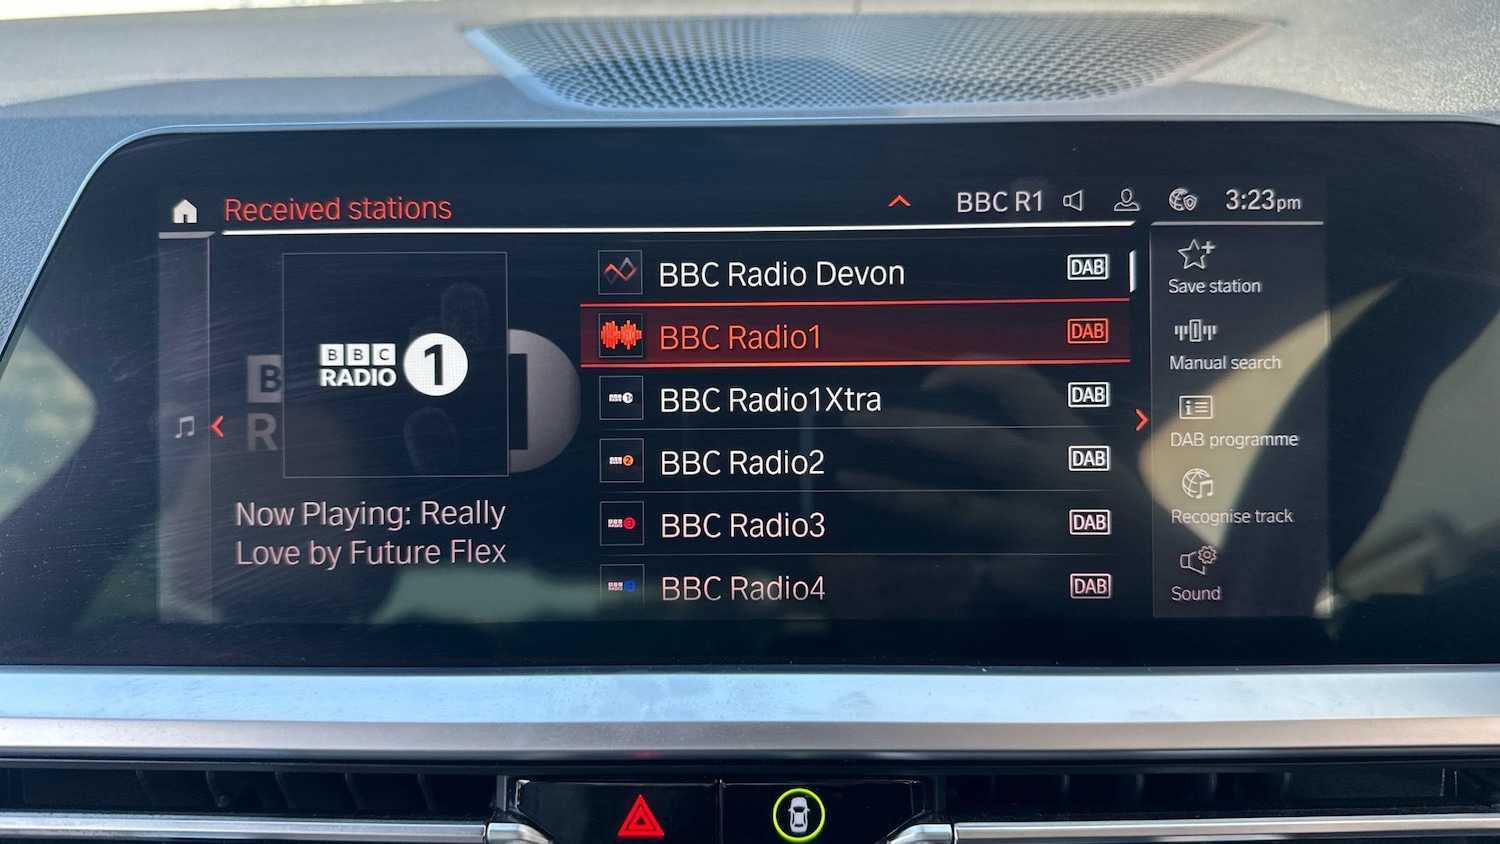 Received stations
BBC R1
3:23pm
BBC
RADIO 1
B
R
1
Now Playing: Really
Love by Future Flex
BBC Radio Devon DAB
BBC Radio1 DAB
BBC Radio1Xtra DAB
BBC Radio2 DAB
BBC Radio3 DAB
BBC Radio4 DAB
Save station
Manual search
DAB programme
Recognise track
Sound